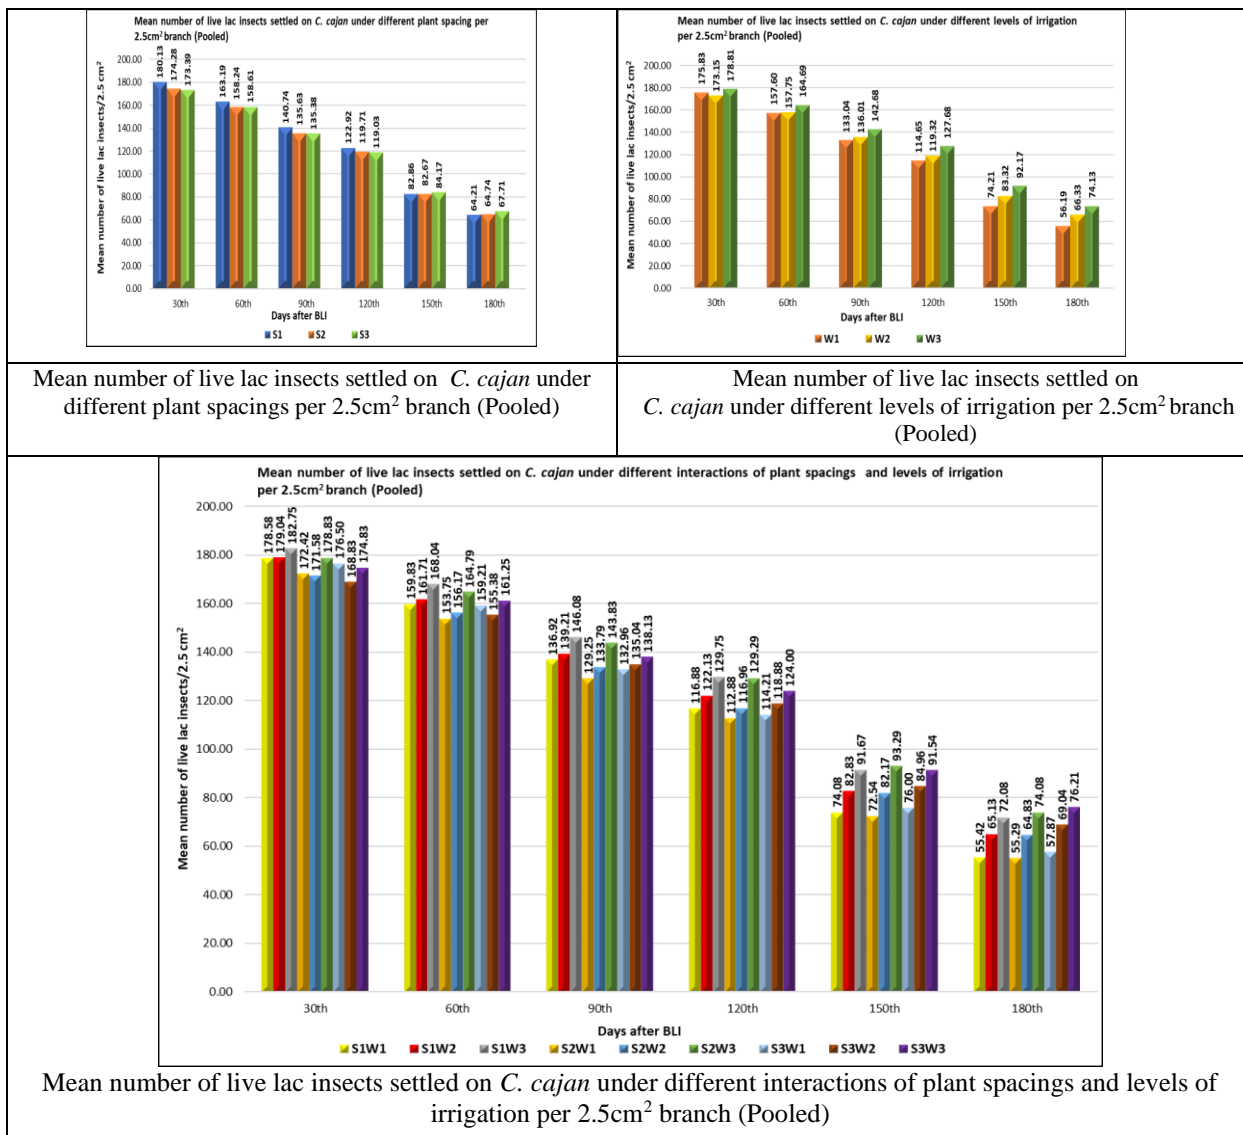 Mean number of live lac insects settled on C. cajan under different plant spacing per
2.5cm² branch (Pooled)
Mean number of live lac insects/2.5 cm²
200.00
180.00
160.00
140.00
120.00
100.00
80.00
60.00
40.00
20.00
0.00
180.13 174.28 173.39
163.19 158.24 158.61
140.74 135.63 135.38
122.92 119.71 119.03
82.86 82.67 84.17
64.21 64.74 67.71
30th 60th 90th 120th 150th 180th
Days after BLI
S1 S2 S3
Mean number of live lac insects settled on C. cajan under
different plant spacings per 2.5cm² branch (Pooled)
Mean number of live lac insects settled on C. cajan under different levels of irrigation
per 2.5cm² branch (Pooled)
Mean number of live lac insects/2.5 cm²
200.00
180.00
160.00
140.00
120.00
100.00
80.00
60.00
40.00
20.00
0.00
175.83 173.15 178.81
157.60 157.75 164.69
133.04 136.01 142.68
114.65 119.32 127.68
74.21 83.32 92.17
56.19 66.33 74.13
30th 60th 90th 120th 150th 180th
Days after BLI
W1 W2 W3
Mean number of live lac insects settled on
C. cajan under different levels of irrigation per 2.5cm² branch
(Pooled)
Mean number of live lac insects settled on C. cajan under different interactions of plant spacings and levels of irrigation
per 2.5cm² branch (Pooled)
Mean number of live lac insects/2.5 cm²
200.00
180.00
160.00
140.00
120.00
100.00
80.00
60.00
40.00
20.00
0.00
178.58 179.04 182.75 172.42 171.58 178.83 176.50 168.83 174.83
159.83 161.71 168.04 153.75 156.17 164.79 159.21 155.38 161.25
136.92 139.21 146.08 129.25 133.79 143.83 132.96 135.04 138.13
116.88 122.13 129.75 112.88 116.96 129.29 114.21 118.88 124.00
74.08 82.83 91.67 72.54 82.17 93.29 76.00 84.96 91.54
55.42 65.13 72.08 55.29 64.83 74.08 57.87 69.04 76.21
30th 60th 90th 120th 150th 180th
Days after BLI
S1W1 S1W2 S1W3 S2W1 S2W2 S2W3 S3W1 S3W2 S3W3
Mean number of live lac insects settled on C. cajan under different interactions of plant spacings and levels of
irrigation per 2.5cm² branch (Pooled)